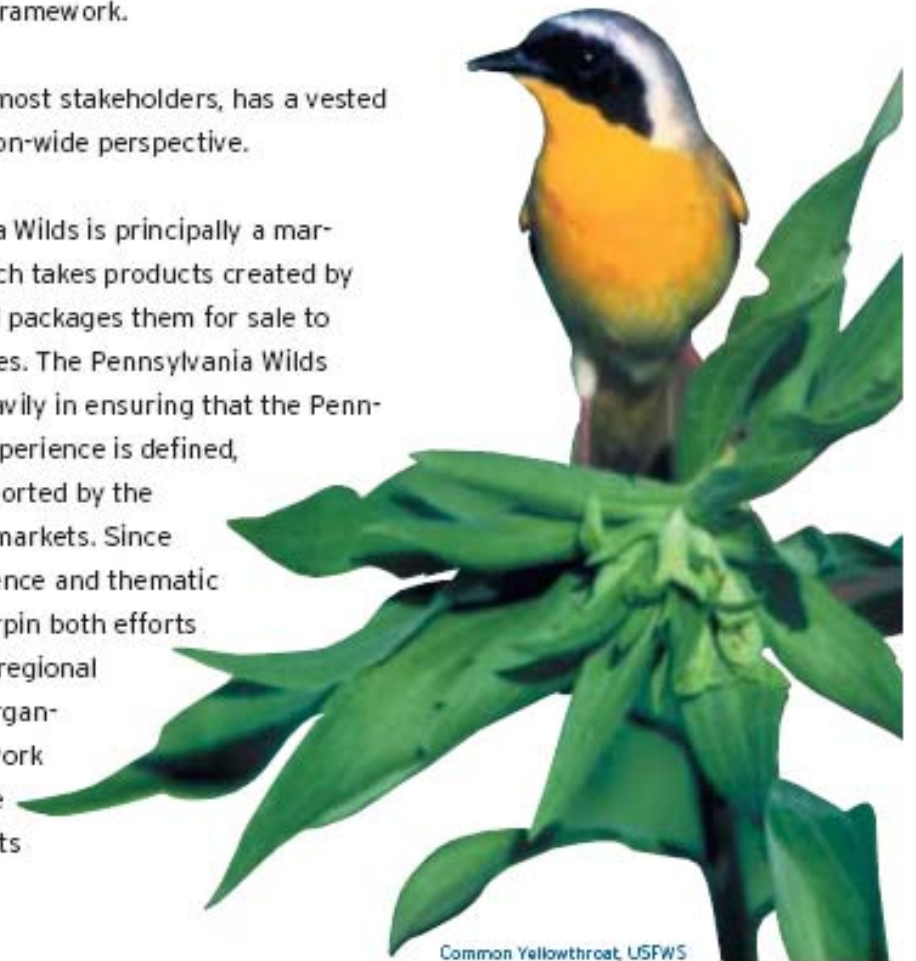 ramework.
most stakeholders, has a vested
on-wide perspective.
a Wilds is principally a mar-
ch takes products created by
packages them for sale to
es. The Pennsylvania Wilds
avily in ensuring that the Penn-
perience is defined,
orted by the
markets. Since
ence and thematic
rpin both efforts
regional
rgan-
ork
ts
Common Yellowthroat, USFWS